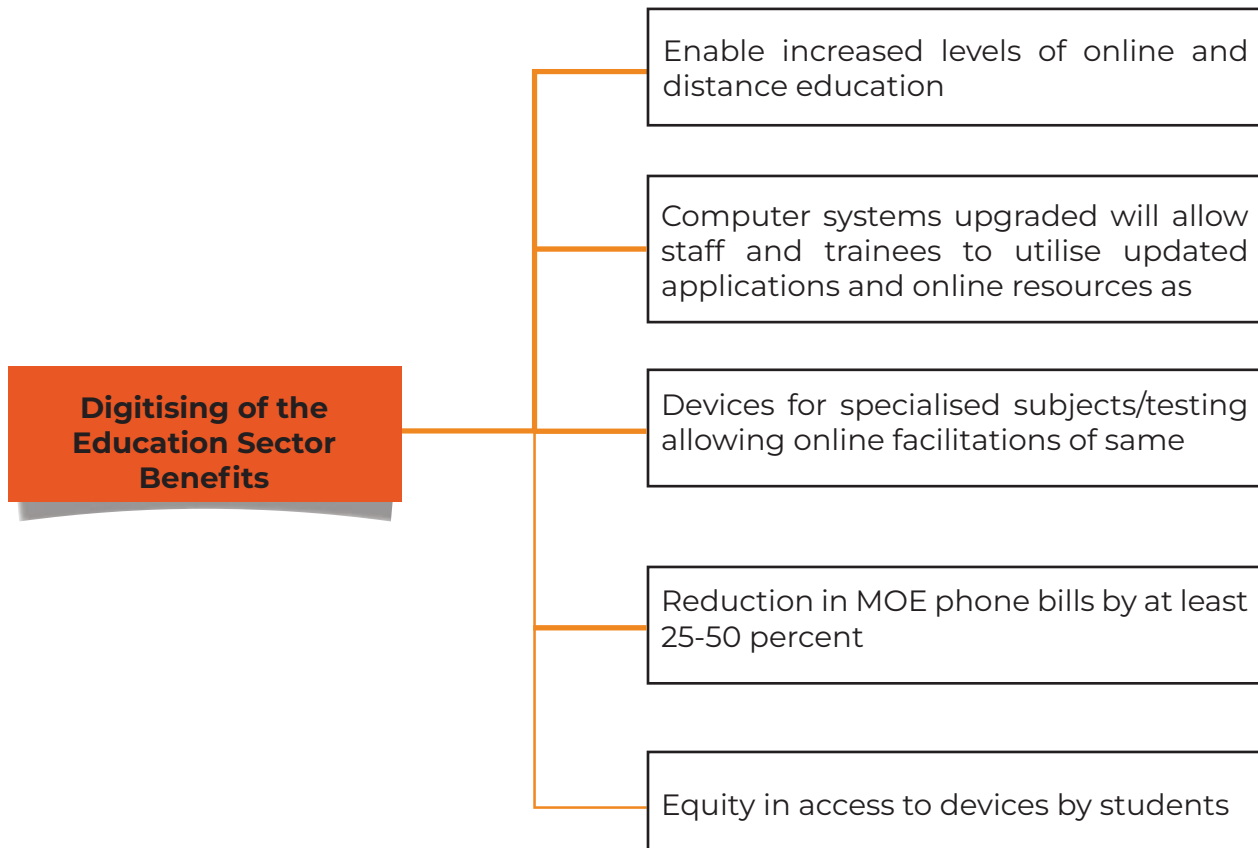 Enable increased levels of online and
distance education
Computer systems upgraded will allow
staff and trainees to utilise updated
applications and online resources as
Digitising of the
Education Sector
Benefits
Devices for specialised subjects/testing
allowing online facilitations of same
Reduction in MOE phone bills by at least
25-50 percent
Equity in access to devices by students